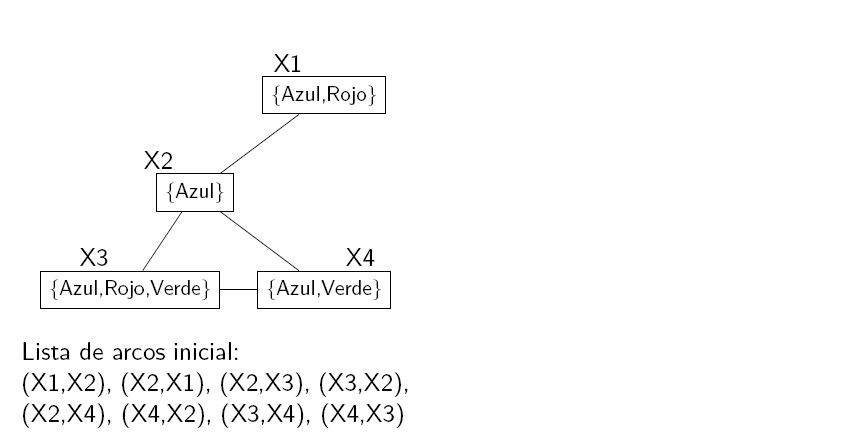 X1
{Azul,Rojo}
X2
{Azul}
X3
X4
{Azul,Rojo,Verde}
{Azul,Verde}
Lista de arcos inicial:
(X1,X2), (X2,X1), (X2,X3), (X3,X2),
(X2,X4), (X4,X2), (X3,X4), (X4,X3)